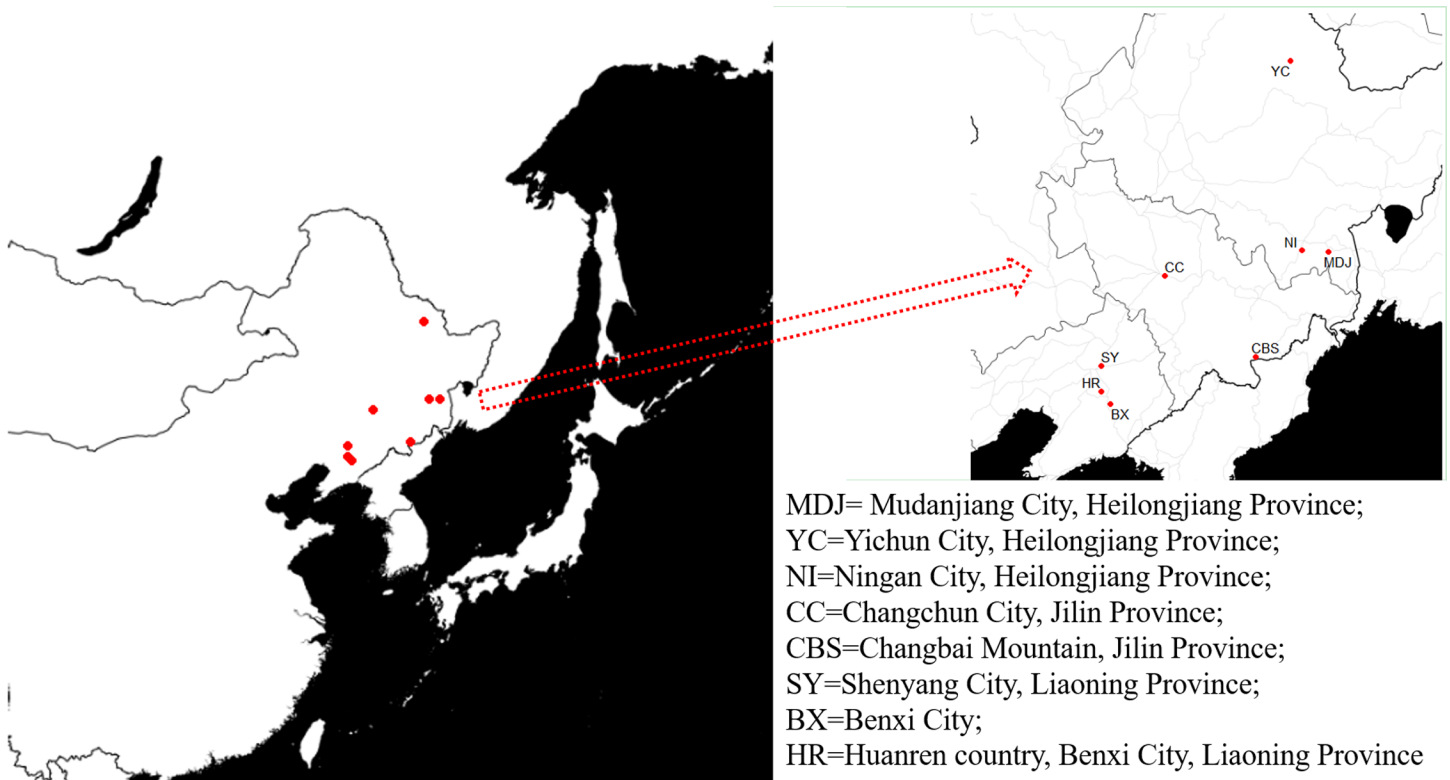 YC
NI
MDJ
CC
CBS
SY
HR
BX
MDJ= Mudanjiang City, Heilongjiang Province;
YC=Yichun City, Heilongjiang Province;
NI=Ningan City, Heilongjiang Province;
CC=Changchun City, Jilin Province;
CBS=Changbai Mountain, Jilin Province;
SY=Shenyang City, Liaoning Province;
BX=Benxi City;
HR=Huanren country, Benxi City, Liaoning Province